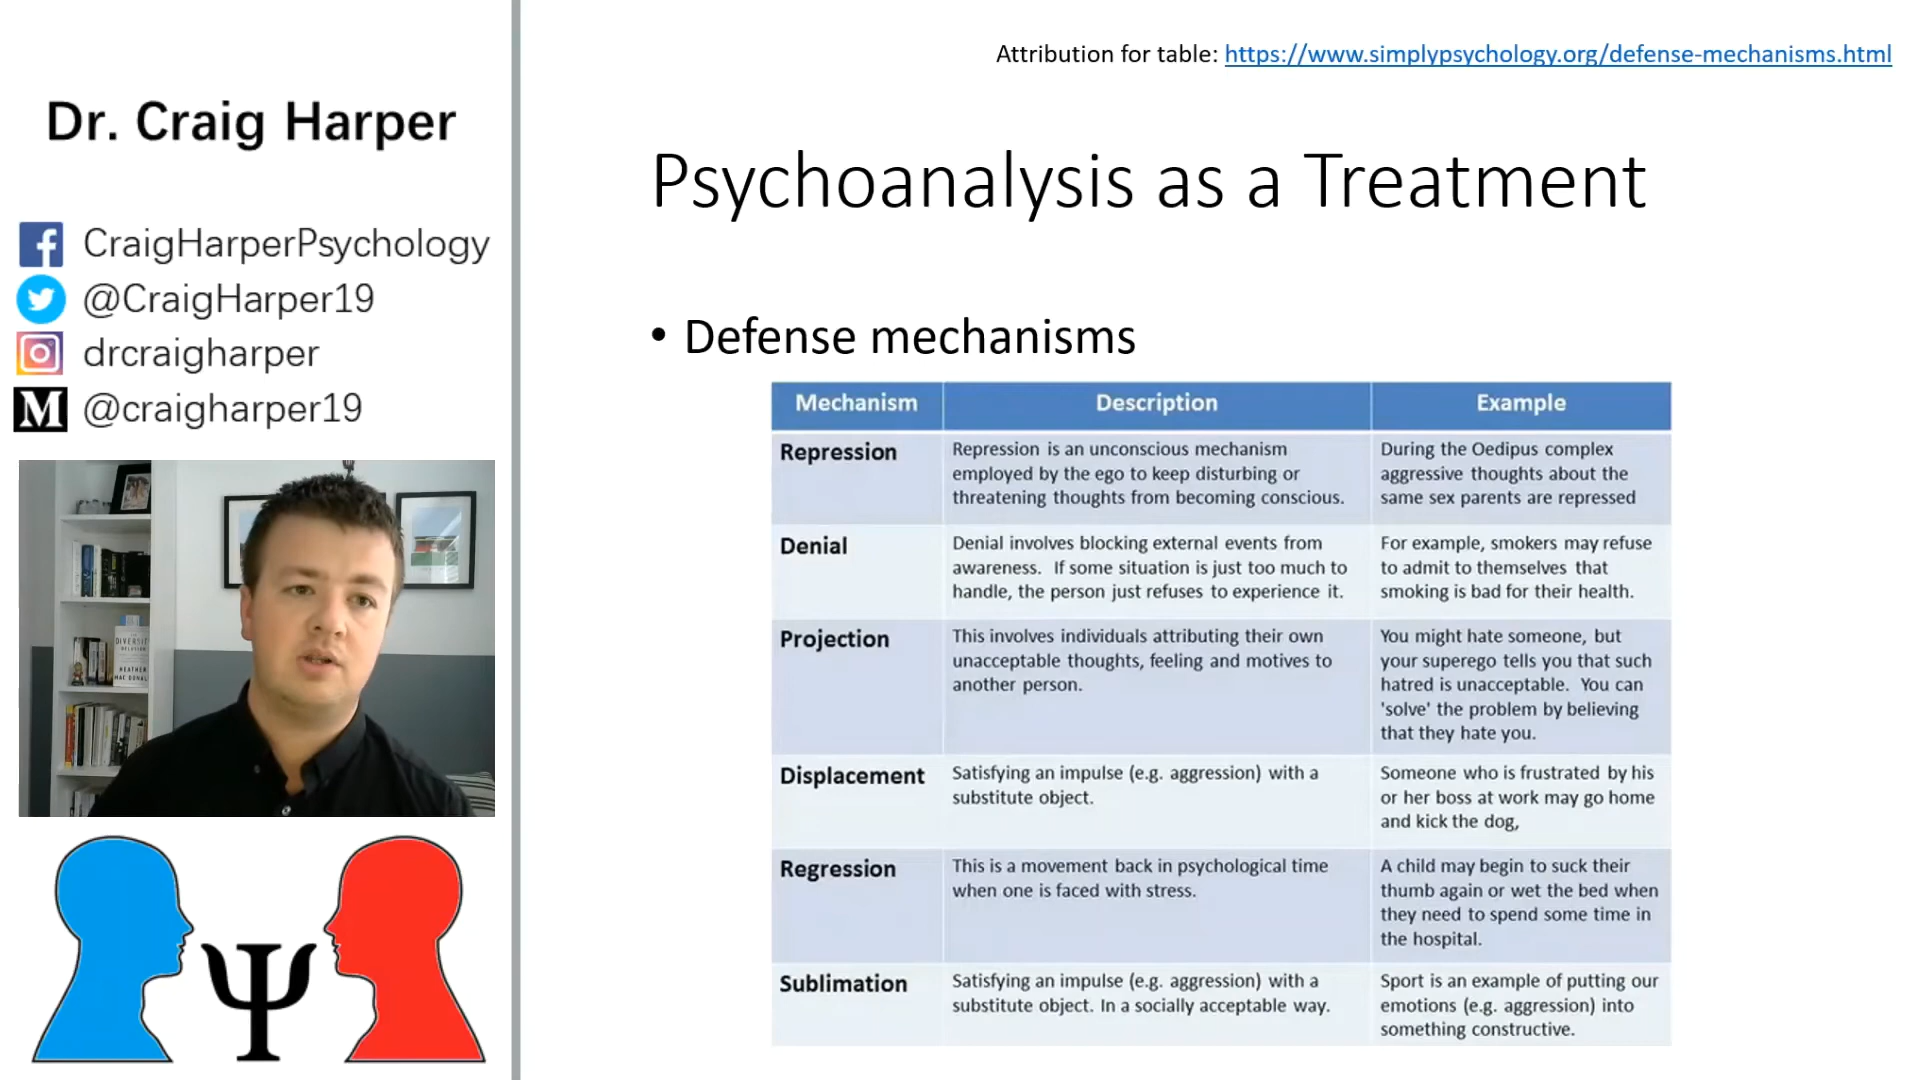 Attribution for table: https://www.simplypsychology.org/defense-mechanisms.html
Dr. Craig Harper
CraigHarperPsychology
@CraigHarper19
drcraigharper
M @craigharper19
DIVERSITY
DELUSION
HEATHER
MAC DONALD
Ψ
Psychoanalysis as a Treatment
• Defense mechanisms
Mechanism Description Example
Repression
Repression is an unconscious mechanism
employed by the ego to keep disturbing or
threatening thoughts from becoming conscious.
During the Oedipus complex
aggressive thoughts about the
same sex parents are repressed
Denial
Denial involves blocking external events from
awareness. If some situation is just too much to
handle, the person just refuses to experience it.
For example, smokers may refuse
to admit to themselves that
smoking is bad for their health.
Projection
This involves individuals attributing their own
unacceptable thoughts, feeling and motives to
another person.
You might hate someone, but
your superego tells you that such
hatred is unacceptable. You can
'solve' the problem by believing
that they hate you.
Displacement
Satisfying an impulse (e.g. aggression) with a
substitute object.
Someone who is frustrated by his
or her boss at work may go home
and kick the dog,
Regression
This is a movement back in psychological time
when one is faced with stress.
A child may begin to suck their
thumb again or wet the bed when
they need to spend some time in
the hospital.
Sublimation
Satisfying an impulse (e.g. aggression) with a
substitute object. In a socially acceptable way.
Sport is an example of putting our
emotions (e.g. aggression) into
something constructive.